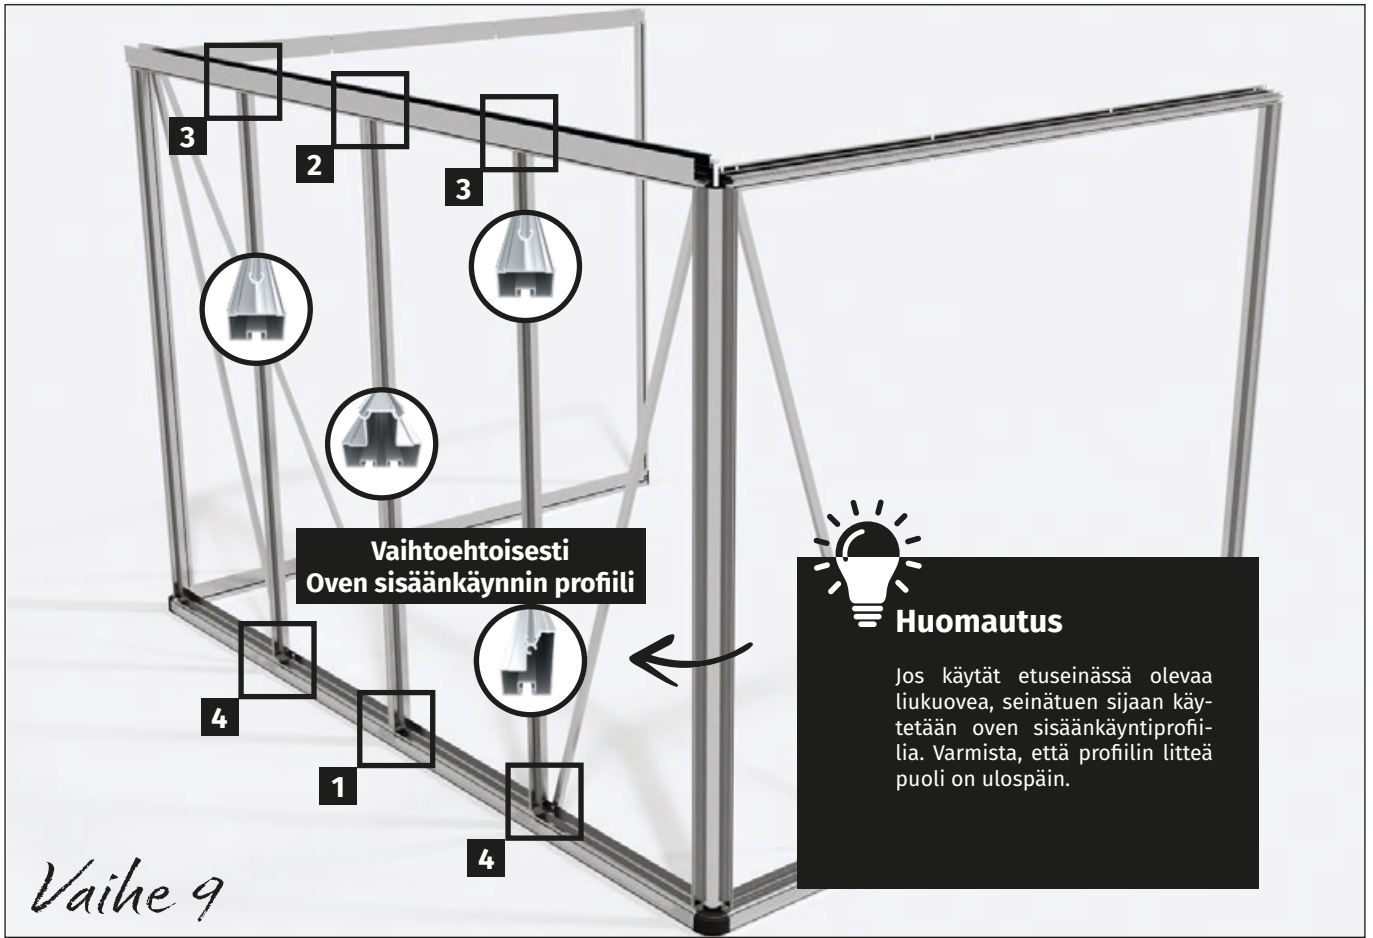 3
2
3
Vaihtoehtoisesti
Oven sisäänkäynnin profiili
Huomautus
Jos käytät etuseinässä olevaa
liukuovea, seinätuen sijaan käy-
tetään oven sisäänkäyntiprofii-
lia. Varmista, että profiilin litteä
puoli on ulospäin.
4
1
4
Vaihe 9